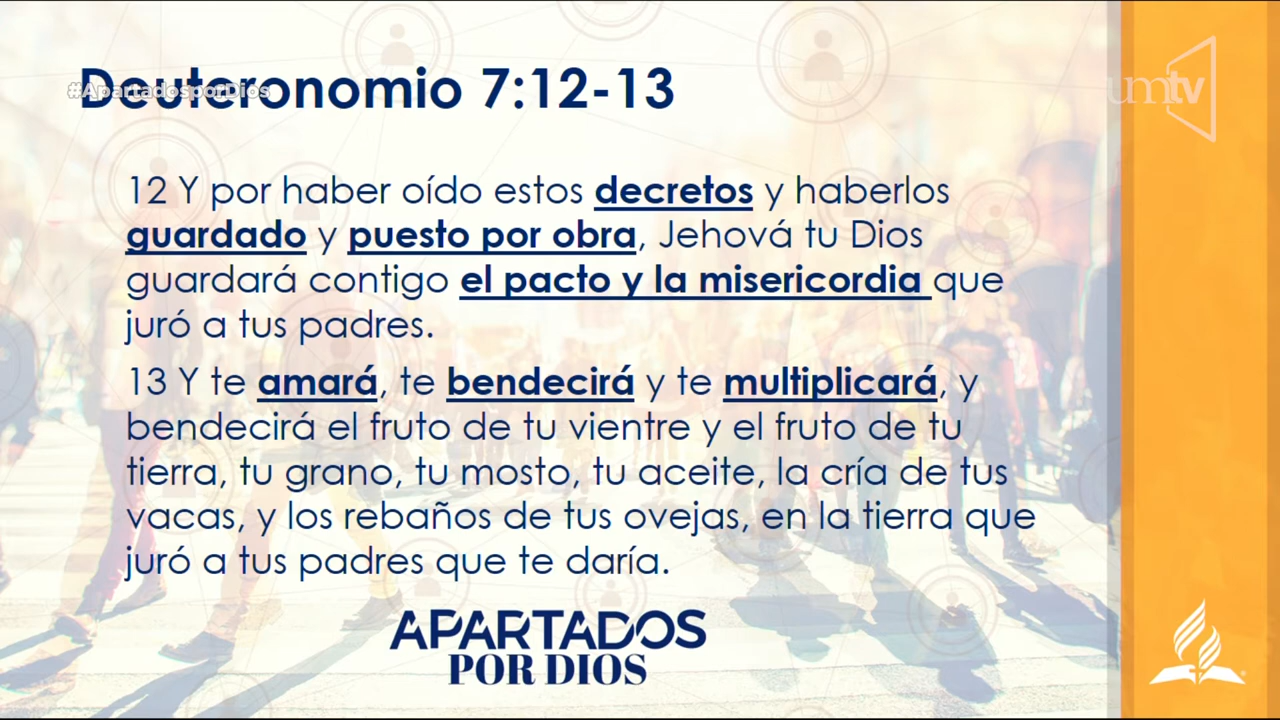 Deuteronomio 7:12-13
#ApartadosporDios
umtv
12 Y por haber oído estos decretos y haberlos
guardado y puesto por obra, Jehová tu Dios
guardará contigo el pacto y la misericordia que
juró a tus padres.
13 Y te amará, te bendecirá y te multiplicará, y
bendecirá el fruto de tu vientre y el fruto de tu
tierra, tu grano, tu mosto, tu aceite, la cría de tus
vacas, y los rebaños de tus ovejas, en la tierra que
juró a tus padres que te daría.
APARTADOS
POR DIOS